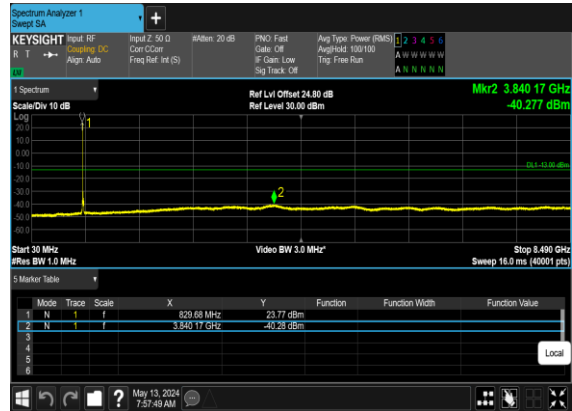 Spectrum Analyzer 1
Swept SA
+
KEYSIGHT Input: RF Input Z: 50 Ω #Atten: 20 dB PNO: Fast Avg Type: Power (RMS) 1 2 3 4 5 6
R T Coupling: DC Corr CCorr Gate: Off Avg|Hold: 100/100 A W W W W W
Align: Auto Freq Ref: Int (S) IF Gain: Low Trig: Free Run
LW Sig Track: Off A N N N N N
1 Spectrum Ref Lvl Offset 24.80 dB Mkr2 3.840 17 GHz
Scale/Div 10 dB Ref Level 30.00 dBm -40.277 dBm
Log
1
20.0
10.0
0.00
-10.0
DL1 -13.00 dBm
-20.0
-30.0
2
-40.0
-50.0
-60.0
Start 30 MHz Video BW 3.0 MHz* Stop 8.490 GHz
#Res BW 1.0 MHz Sweep 16.0 ms (40001 pts)
5 Marker Table
Mode Trace Scale X Y Function Function Width Function Value
1 N 1 f 829.68 MHz 23.77 dBm
2 N 1 f 3.840 17 GHz -40.28 dBm
3
4
5
6
Local
? May 13, 2024
7:57:49 AM